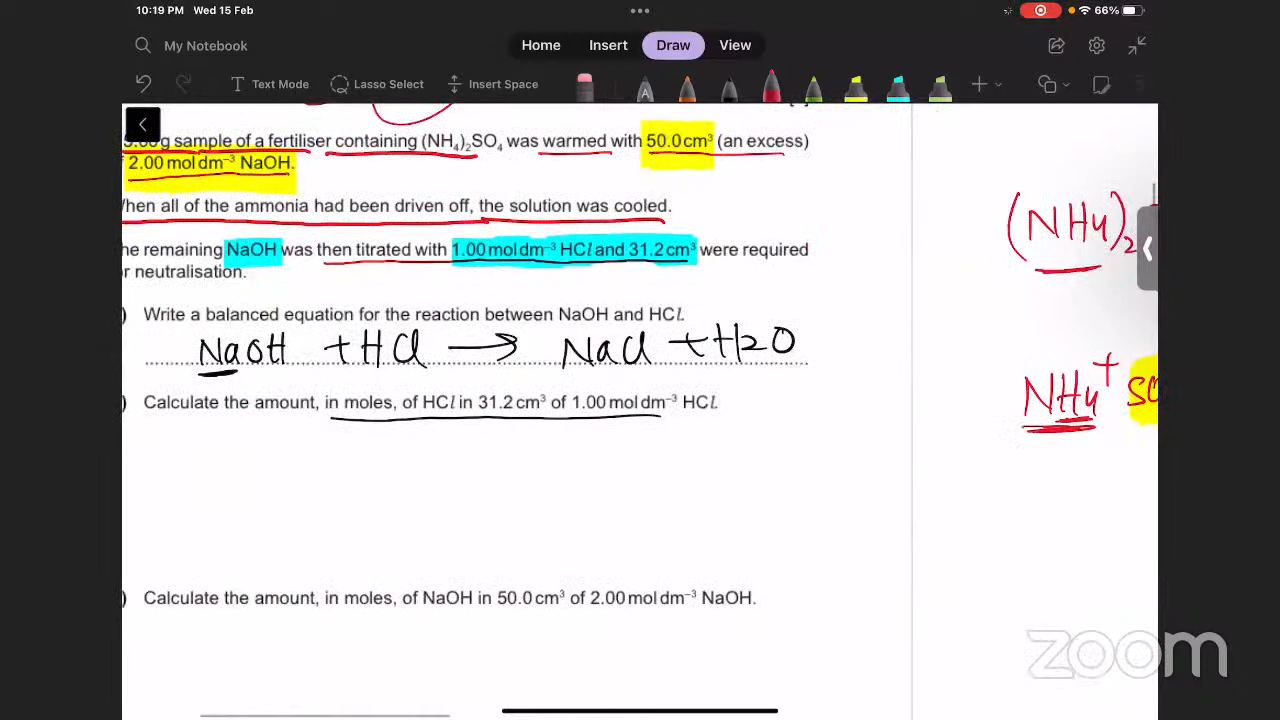 10:19 PM Wed 15 Feb
66%
My Notebook
Home Insert Draw View
Text Mode Lasso Select Insert Space
5.00 g sample of a fertiliser containing (NH₄)₂SO₄ was warmed with 50.0 cm³ (an excess)
2.00 mol dm⁻³ NaOH.
hen all of the ammonia had been driven off, the solution was cooled.
he remaining NaOH was then titrated with 1.00 mol dm⁻³ HCl and 31.2 cm³ were required
r neutralisation.
) Write a balanced equation for the reaction between NaOH and HCl.
NaOH + HCl → NaCl + H2O
) Calculate the amount, in moles, of HCl in 31.2 cm³ of 1.00 mol dm⁻³ HCl.
) Calculate the amount, in moles, of NaOH in 50.0 cm³ of 2.00 mol dm⁻³ NaOH.
(NH4)2
NH4+ SO
zoom